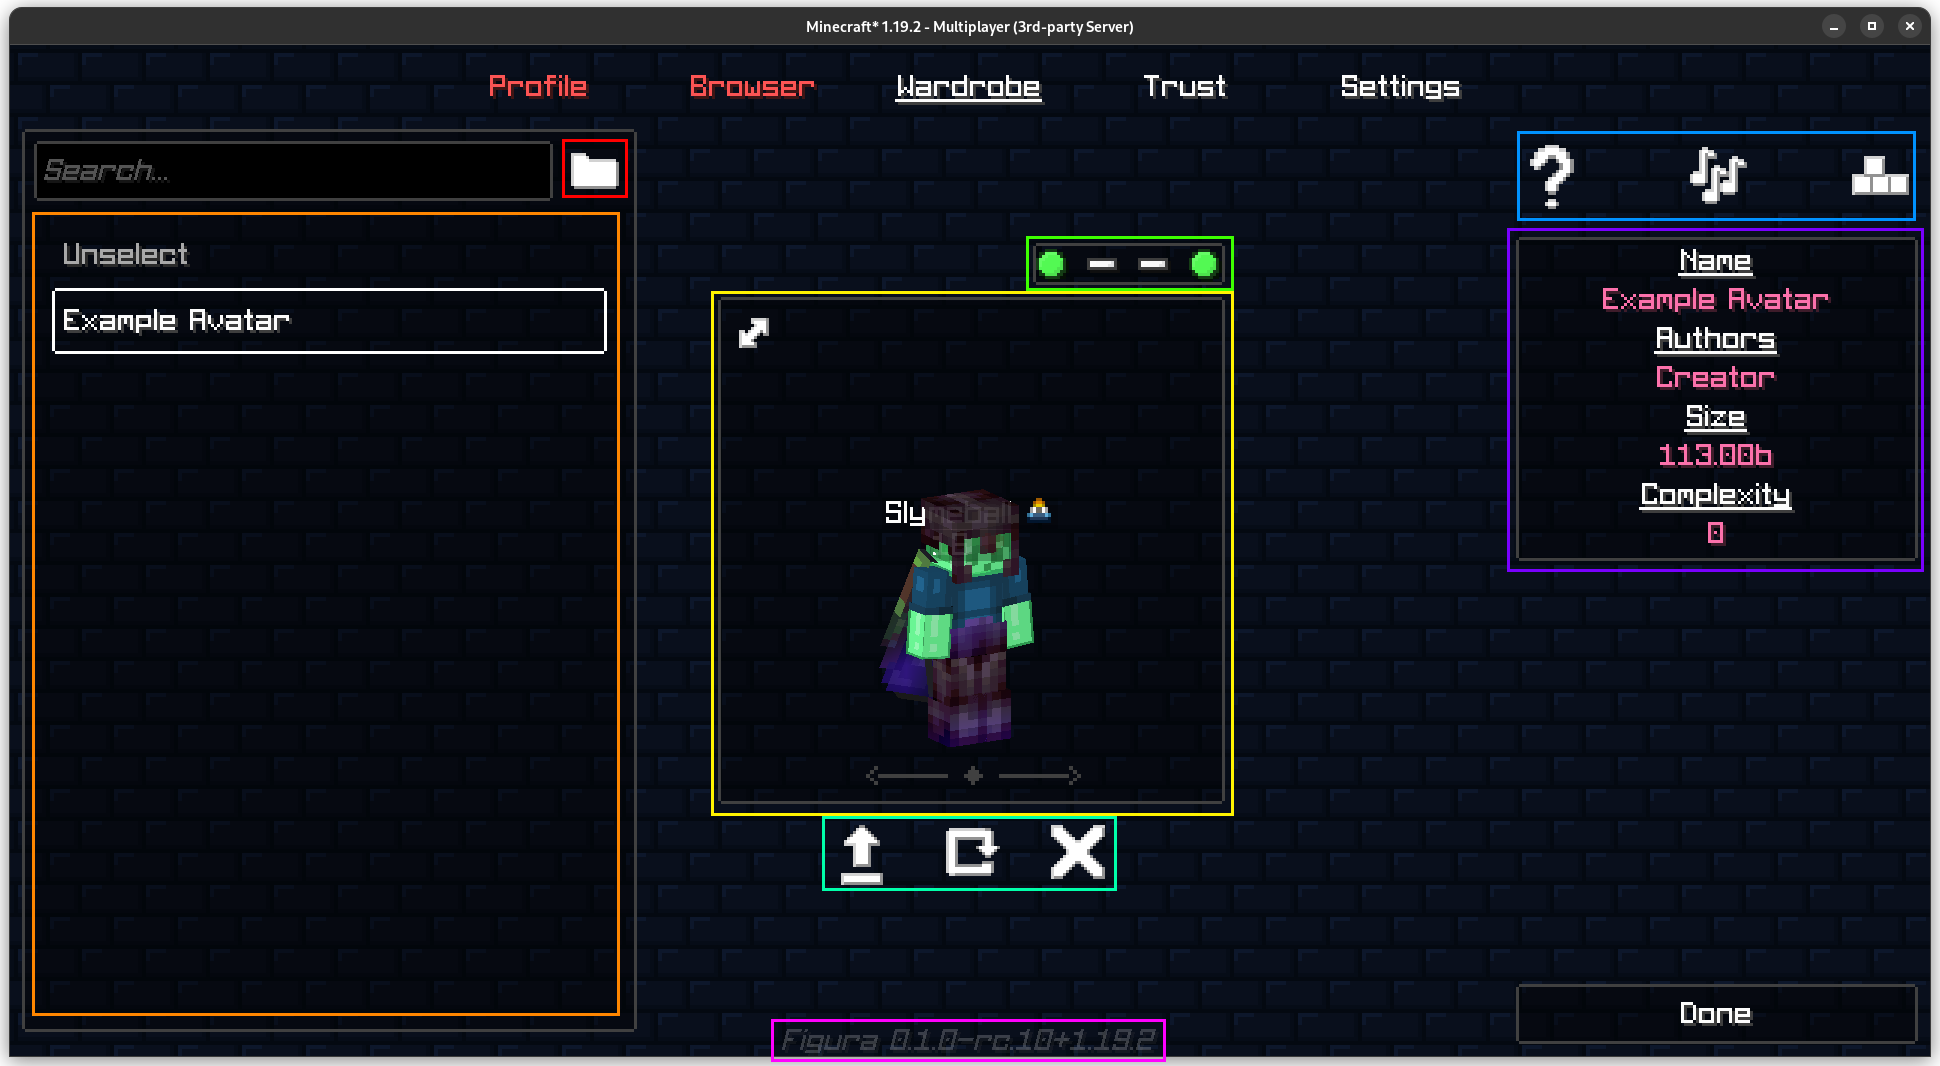 Minecraft* 1.19.2 - Multiplayer (3rd-party Server)
Profile Browser Wardrobe Trust Settings
Search...
Unselect
Example Avatar
Name
Example Avatar
Authors
Creator
Size
113.00b
Complexity
0
Done
Figura 0.1.0-rc.10+1.19.2